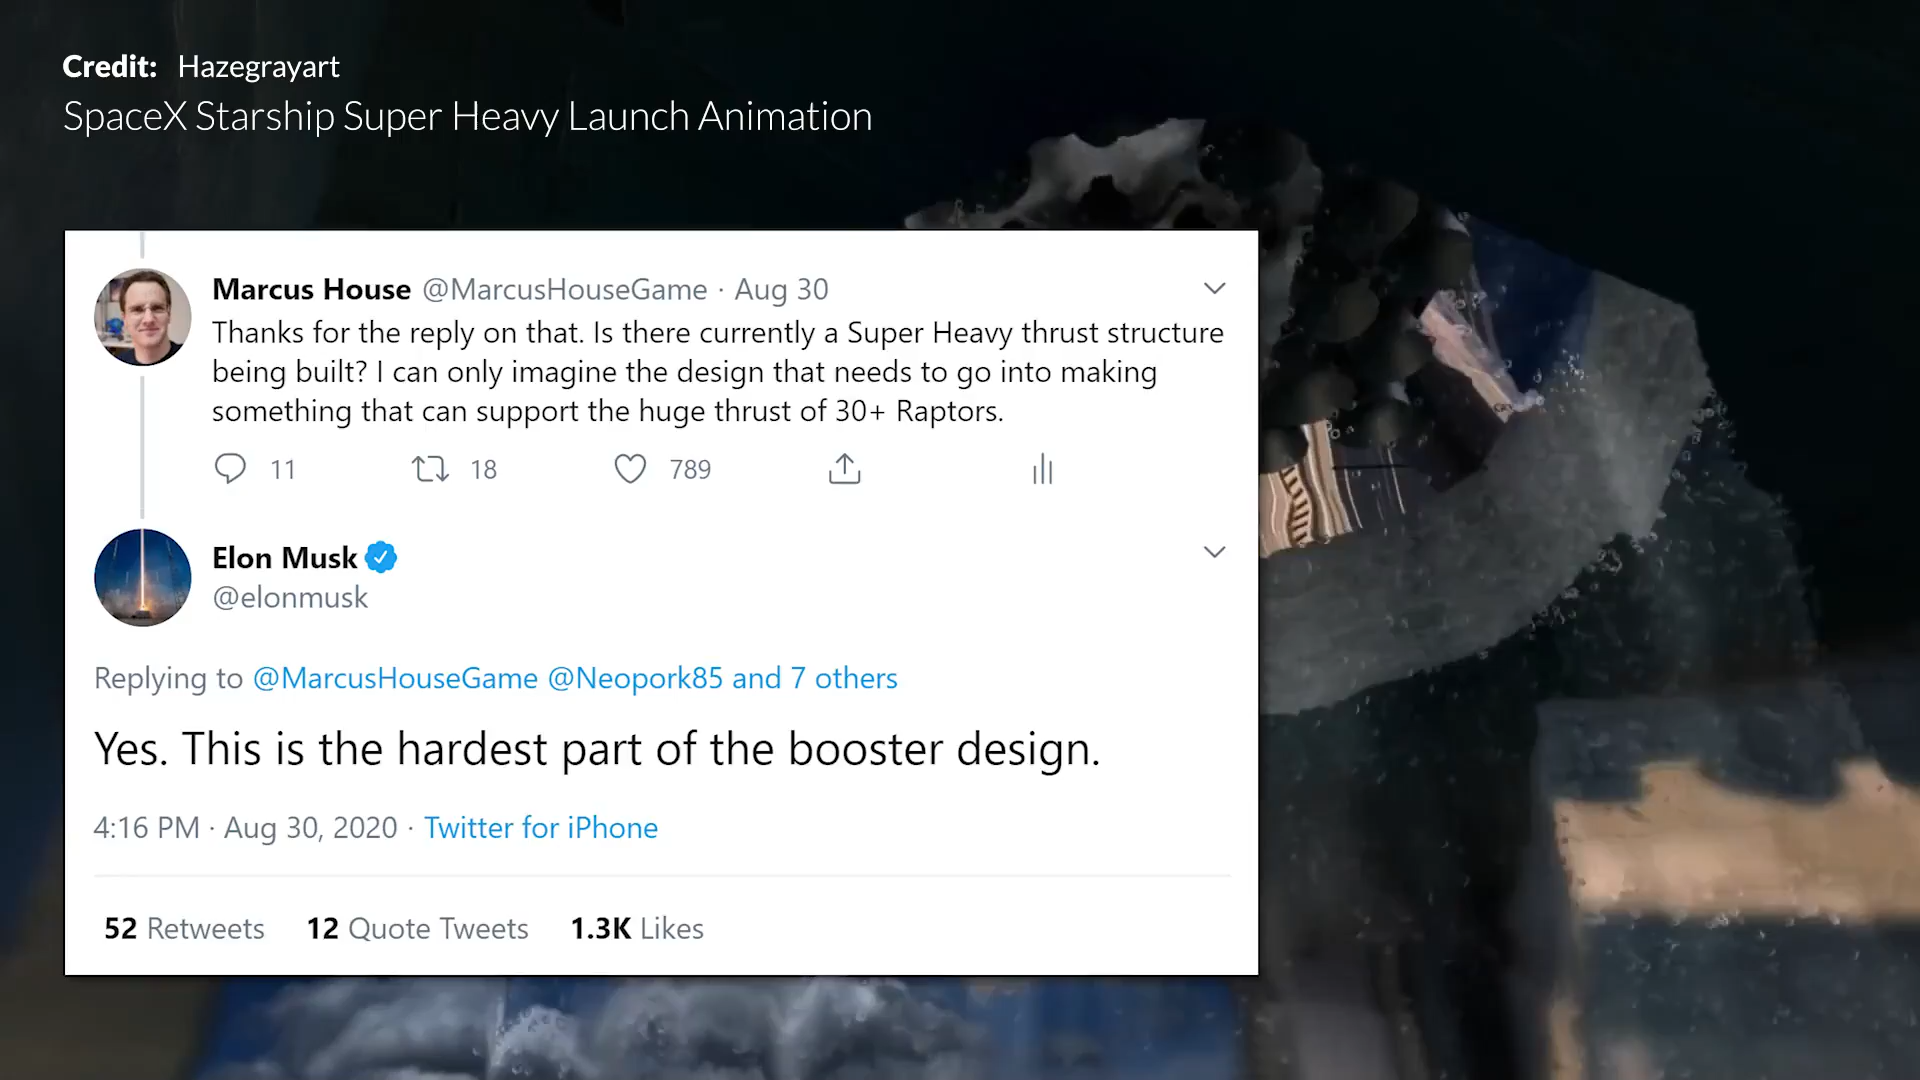 Credit: Hazegrayart
SpaceX Starship Super Heavy Launch Animation
Marcus House @MarcusHouseGame · Aug 30
Thanks for the reply on that. Is there currently a Super Heavy thrust structure
being built? I can only imagine the design that needs to go into making
something that can support the huge thrust of 30+ Raptors.
11 18 789
Elon Musk
@elonmusk
Replying to @MarcusHouseGame @Neopork85 and 7 others
Yes. This is the hardest part of the booster design.
4:16 PM · Aug 30, 2020 · Twitter for iPhone
52 Retweets 12 Quote Tweets 1.3K Likes